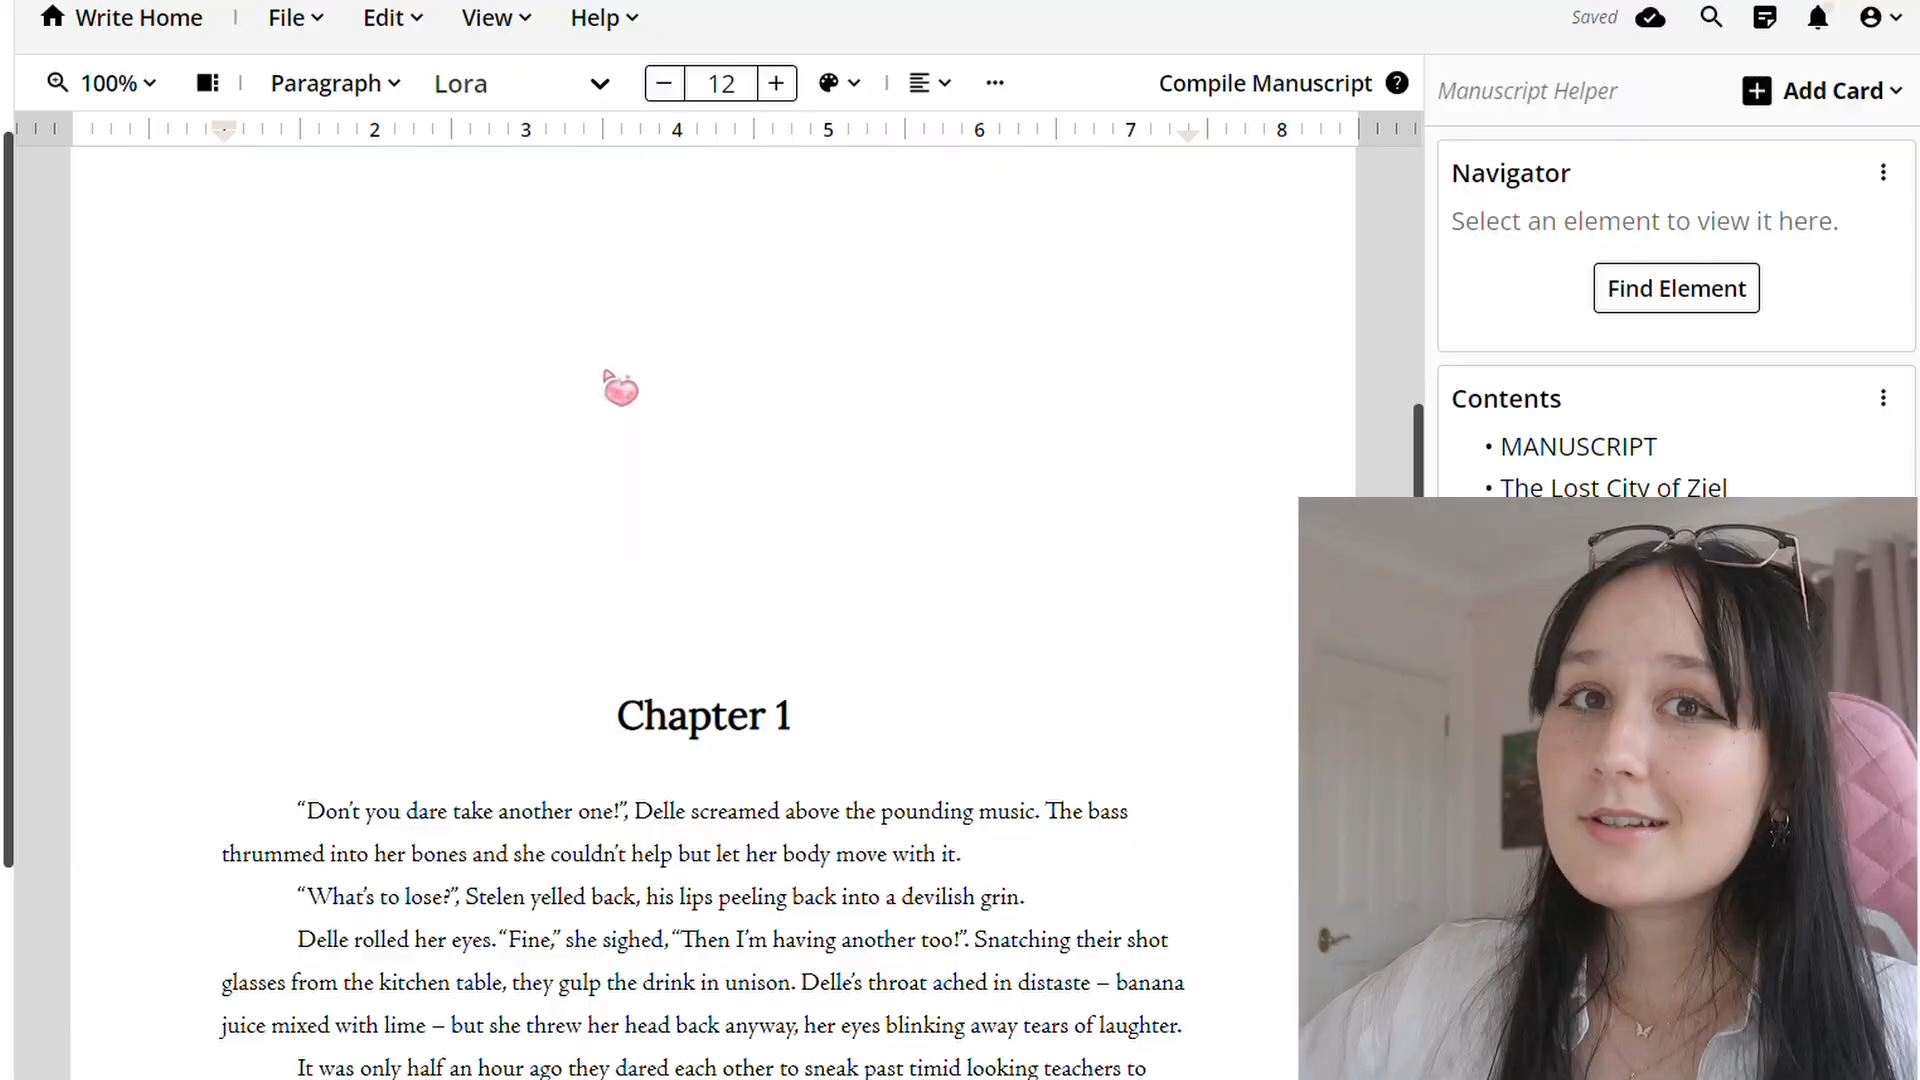 Write Home File Edit View Help Saved
100% Paragraph Lora 12 Compile Manuscript
Manuscript Helper Add Card
2 3 4 5 6 7 8
Navigator
Select an element to view it here.
Find Element
Contents
• MANUSCRIPT
• The Lost City of Ziel
Chapter 1
“Don’t you dare take another one!”, Delle screamed above the pounding music. The bass
thrummed into her bones and she couldn’t help but let her body move with it.
“What’s to lose?”, Stelen yelled back, his lips peeling back into a devilish grin.
Delle rolled her eyes. “Fine,” she sighed, “Then I’m having another too!”. Snatching their shot
glasses from the kitchen table, they gulp the drink in unison. Delle’s throat ached in distaste – banana
juice mixed with lime – but she threw her head back anyway, her eyes blinking away tears of laughter.
It was only half an hour ago they dared each other to sneak past timid looking teachers to